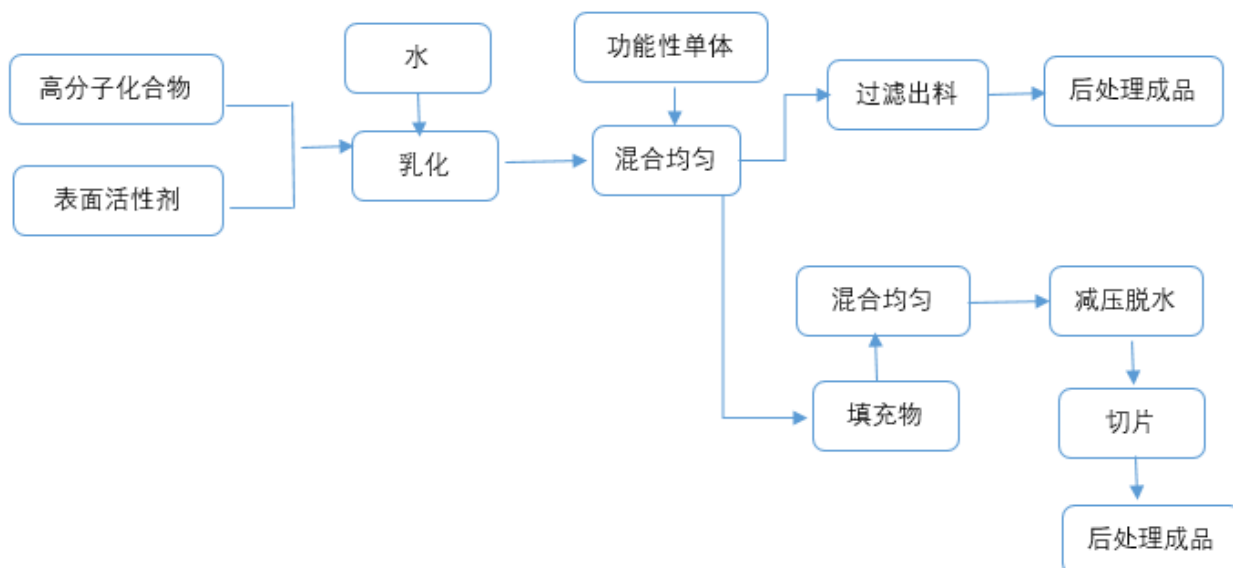 高分子化合物
表面活性剂
水
乳化
功能性单体
混合均匀
过滤出料
后处理成品
填充物
混合均匀
减压脱水
切片
后处理成品